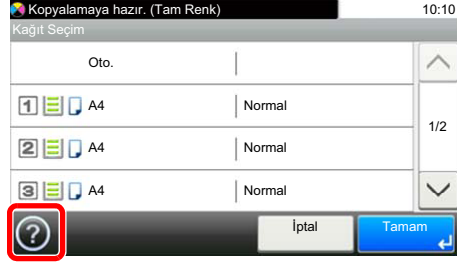 Kopyalamaya hazır. (Tam Renk) 10:10
Kağıt Seçim
Oto.
1 A4 Normal
2 A4 Normal
3 A4 Normal
1/2
? İptal Tamam